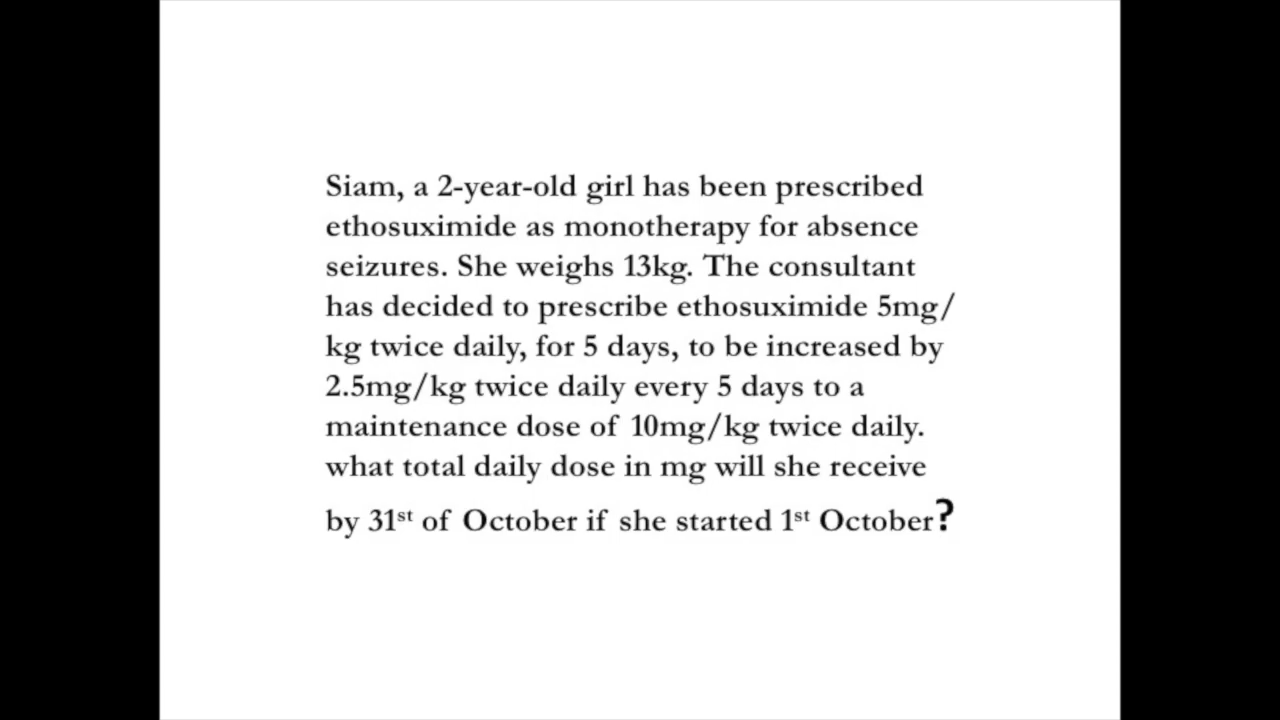 Siam, a 2-year-old girl has been prescribed
ethosuximide as monotherapy for absence
seizures. She weighs 13kg. The consultant
has decided to prescribe ethosuximide 5mg/
kg twice daily, for 5 days, to be increased by
2.5mg/kg twice daily every 5 days to a
maintenance dose of 10mg/kg twice daily.
what total daily dose in mg will she receive
by 31st of October if she started 1st October?